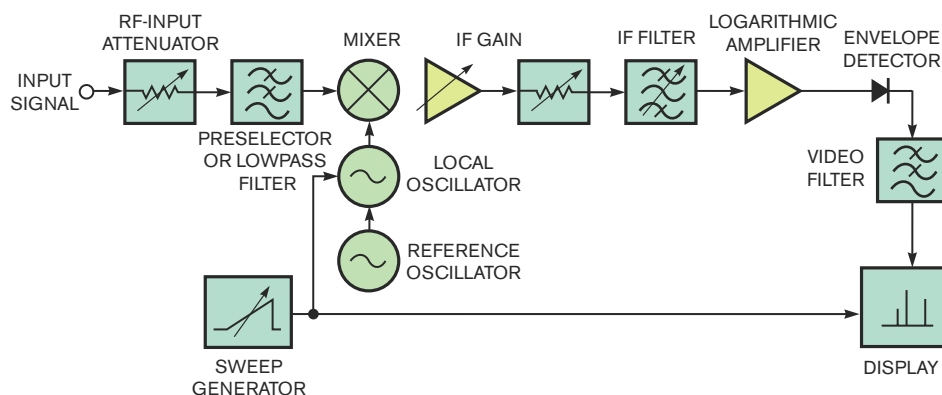 RF-INPUT
ATTENUATOR
MIXER
IF GAIN
IF FILTER
LOGARITHMIC
AMPLIFIER
ENVELOPE
DETECTOR
INPUT
SIGNAL
PRESELECTOR
OR LOWPASS
FILTER
LOCAL
OSCILLATOR
VIDEO
FILTER
REFERENCE
OSCILLATOR
SWEEP
GENERATOR
DISPLAY